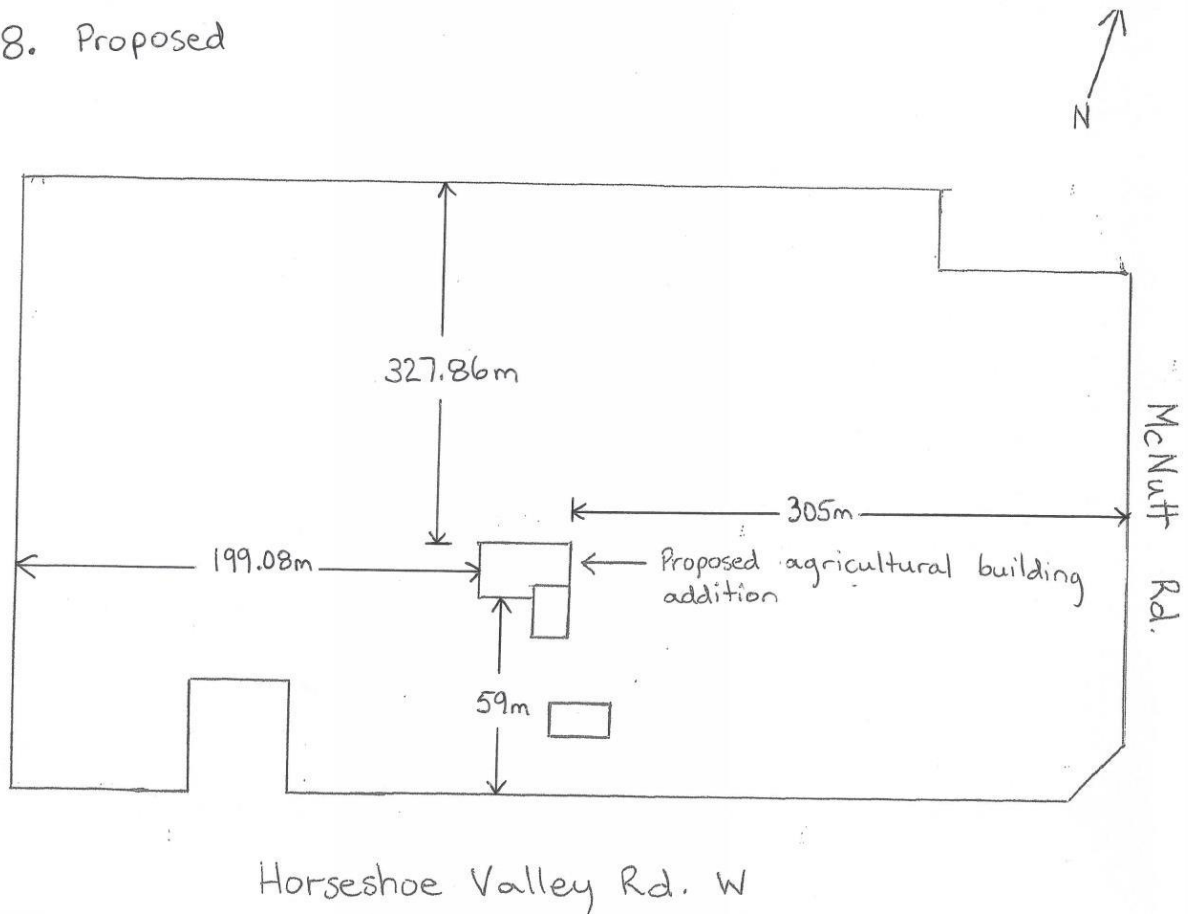 8. Proposed
N
327.86m
305m
McNutt Rd.
199.08m
Proposed agricultural building
addition
59m
Horseshoe Valley Rd. W